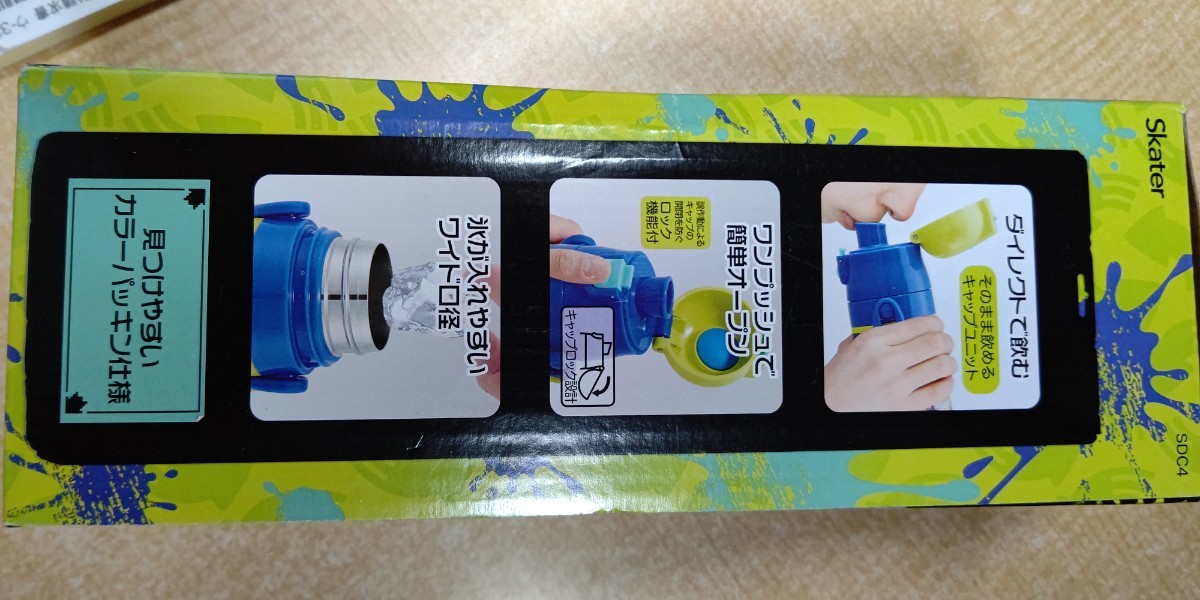 Skater
SDC4
ダイレクトで飲む
そのまま飲める
キャップユニット
ワンプッシュで
簡単オープン
誤作動による
キャップの
開閉を防ぐ
ロック
機能付
キャップロック設計
氷が入れやすい
ワイド口径
見つけやすい
カラーパッキン仕様